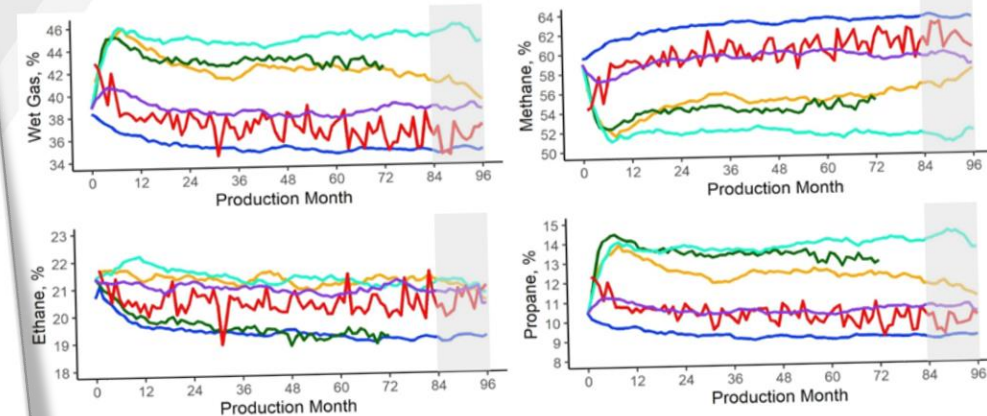 Wet Gas, %
46
44
42
40
38
36
34
0 12 24 36 48 60 72 84 96
Production Month
Methane, %
64
62
60
58
56
54
52
50
0 12 24 36 48 60 72 84 96
Production Month
Ethane, %
23
22
21
20
19
18
0 12 24 36 48 60 72 84 96
Production Month
Propane, %
15
14
13
12
11
10
9
8
0 12 24 36 48 60 72 84 96
Production Month